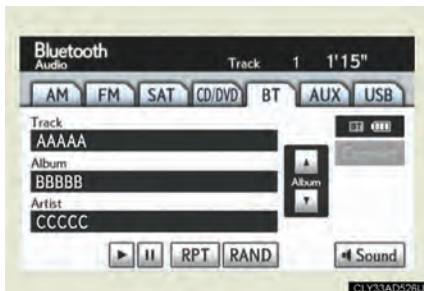 Bluetooth
Audio Track 1 1'15"
AM FM SAT CD/DVD BT AUX USB
Track
AAAAA
Album
BBBBB
Album
Artist
CCCCC
RPT RAND Sound
CLY33AD526U